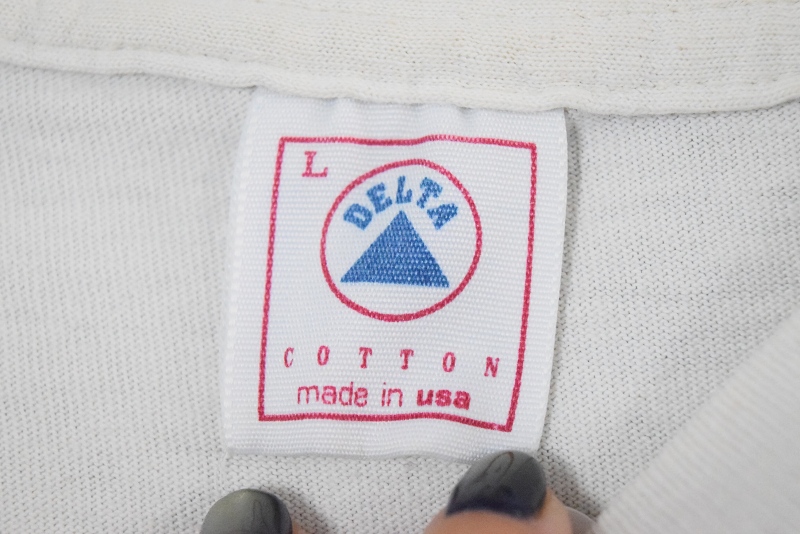 L
DELTA
COTTON
made in usa